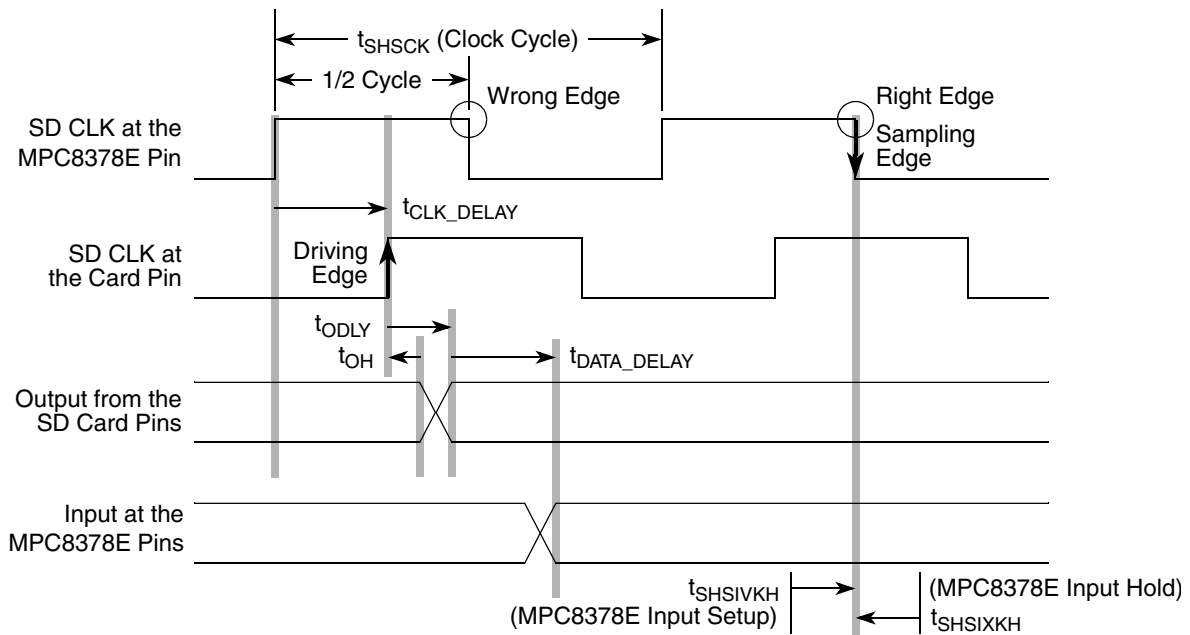 tSHSCK (Clock Cycle)
1/2 Cycle
Wrong Edge
Right Edge
SD CLK at the
MPC8378E Pin
Sampling
Edge
tCLK_DELAY
SD CLK at
the Card Pin
Driving
Edge
tODLY
tOH
tDATA_DELAY
Output from the
SD Card Pins
Input at the
MPC8378E Pins
tSHSIVKH
(MPC8378E Input Setup)
(MPC8378E Input Hold)
tSHSIXKH